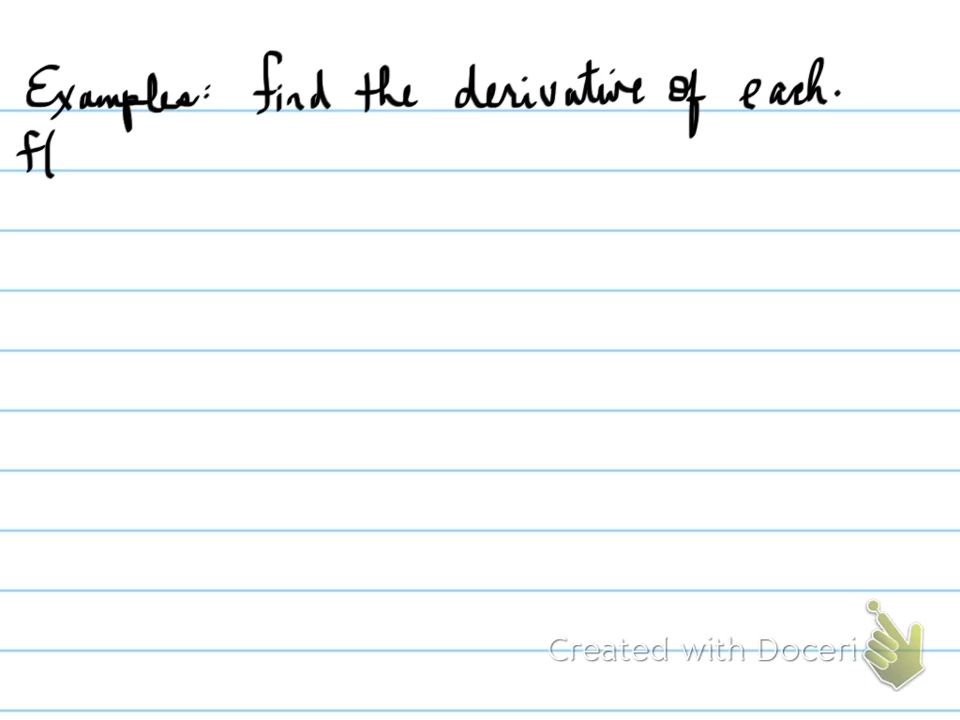 Examples: find the derivative of each.
f(
Created with Doceri